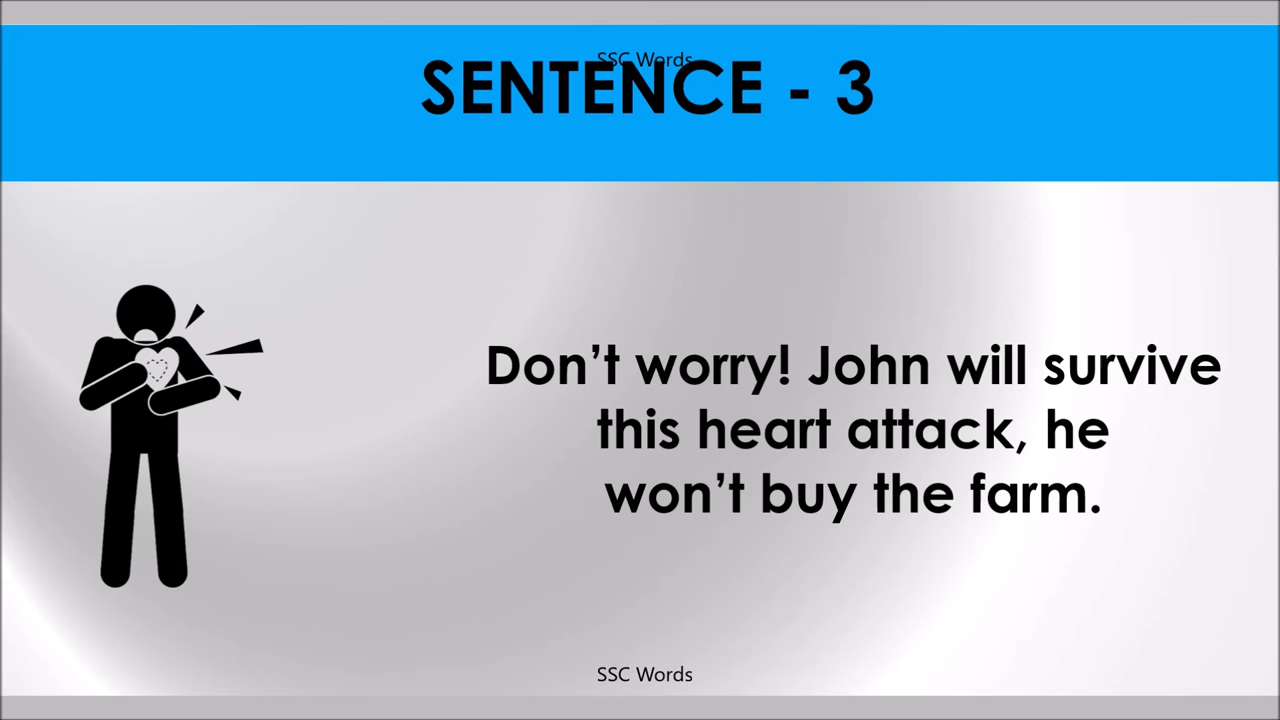 SSC Words
SENTENCE - 3
Don’t worry! John will survive
this heart attack, he
won’t buy the farm.
SSC Words